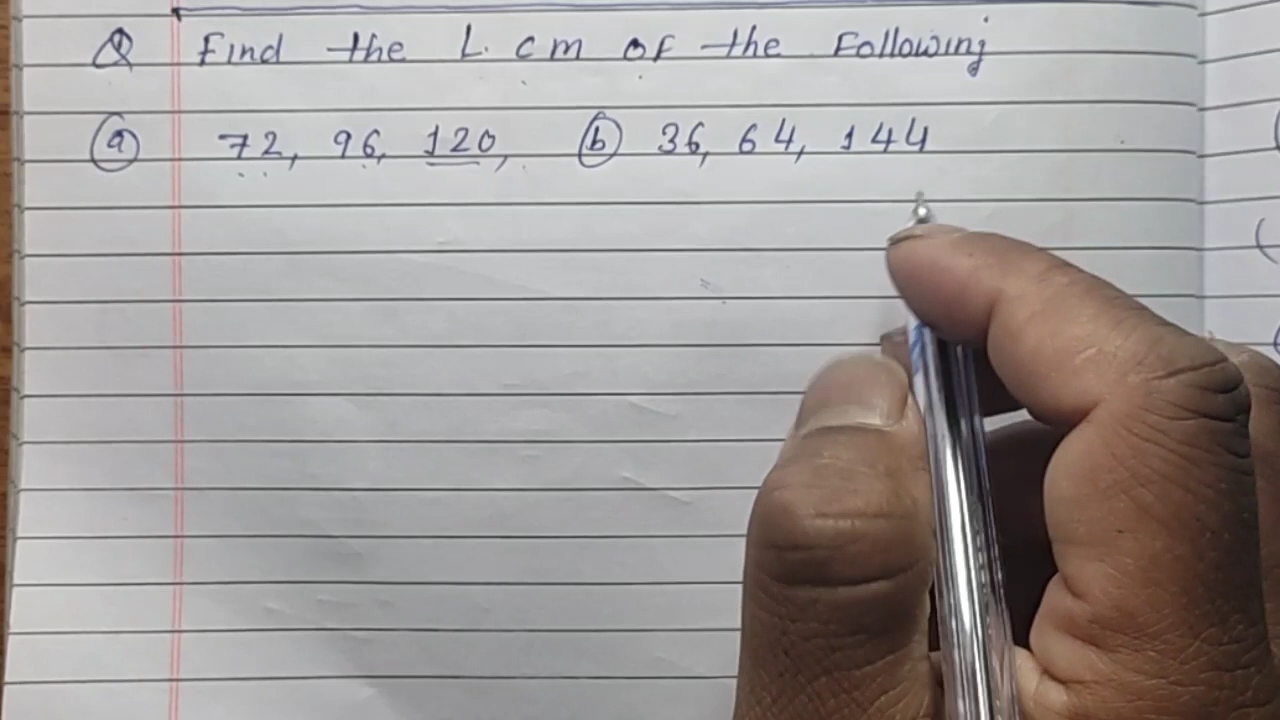 Q Find the L. cm of the Following
(a) 72, 96, 120, (b) 36, 64, 144